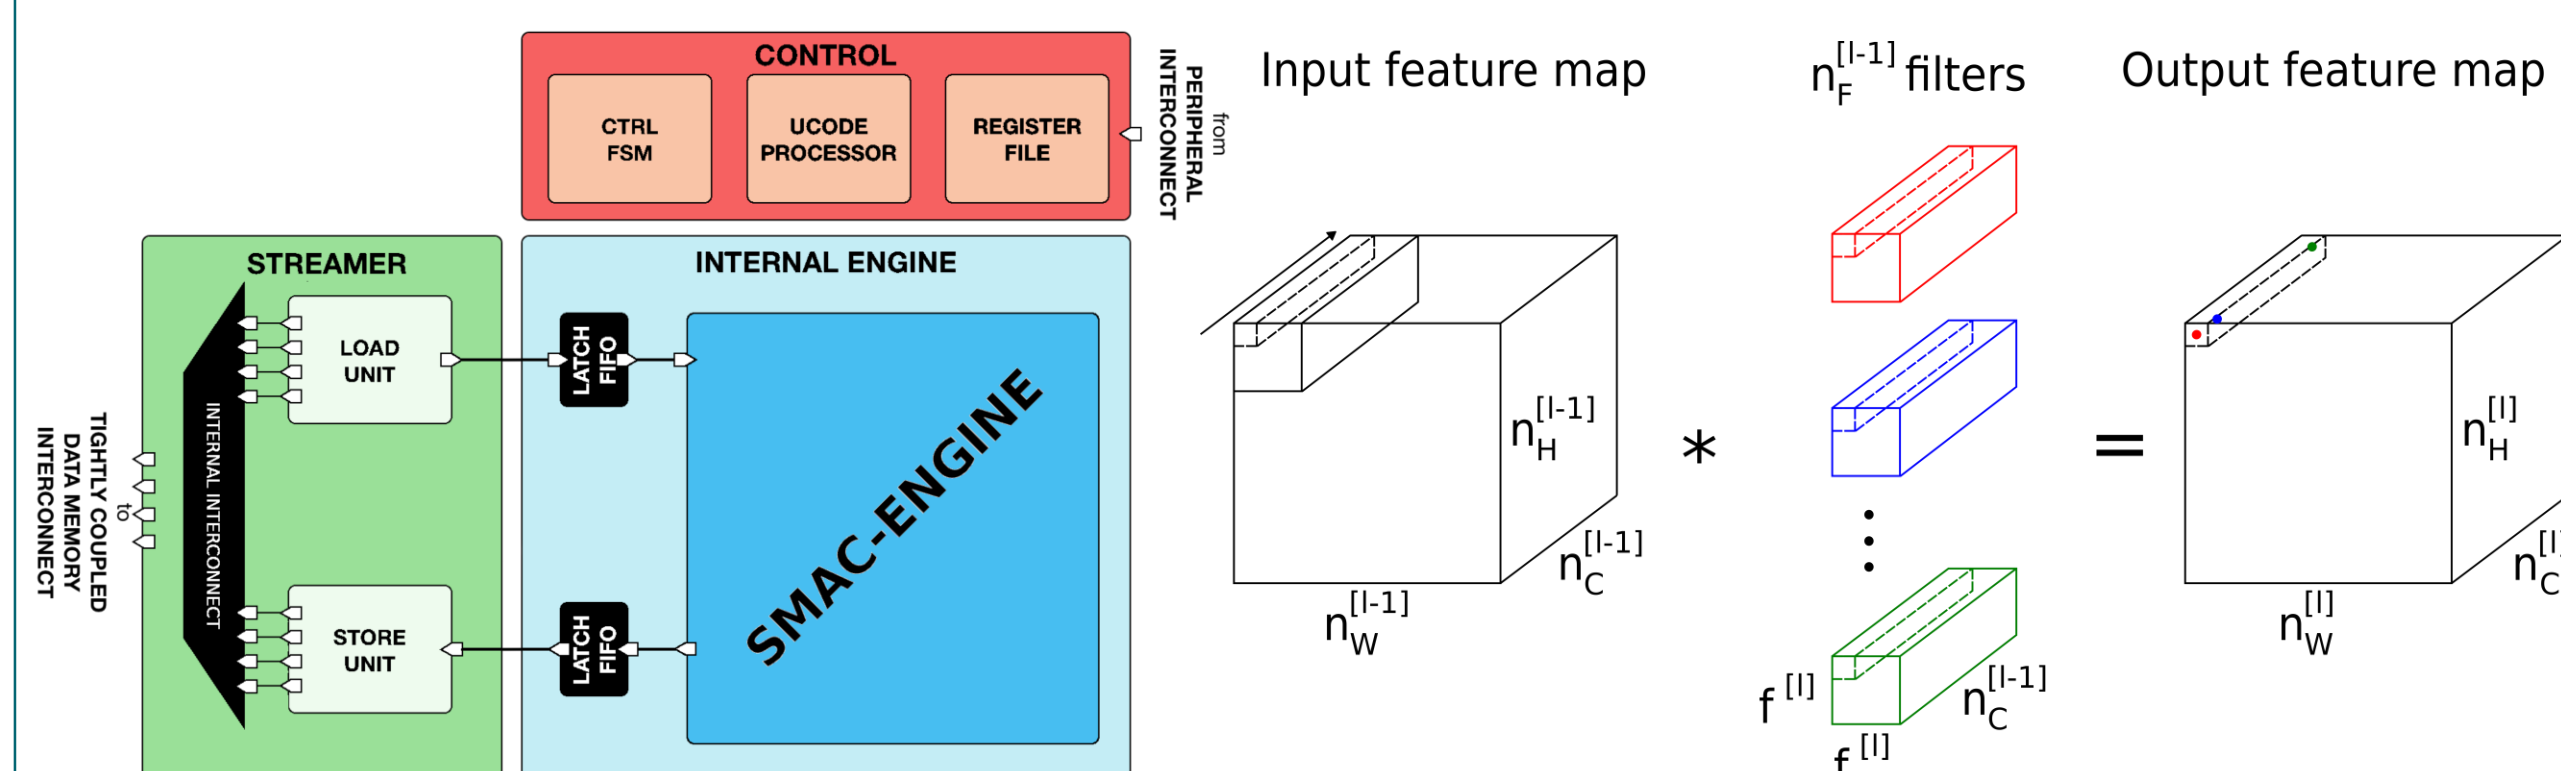 CONTROL
CTRL
FSM
UCODE
PROCESSOR
REGISTER
FILE
from
PERIPHERAL
INTERCONNECT
STREAMER
LOAD
UNIT
INTERNAL INTERCONNECT
STORE
UNIT
to
TIGHTLY COUPLED
DATA MEMORY
INTERCONNECT
INTERNAL ENGINE
LATCH
FIFO
LATCH
FIFO
SMAC-ENGINE
Input feature map
n_H^[l-1]
n_C^[l-1]
n_W^[l-1]
*
n_F^[l-1] filters
f^[l]
f^[l]
n_C^[l-1]
=
Output feature map
n_H^[l]
n_W^[l]